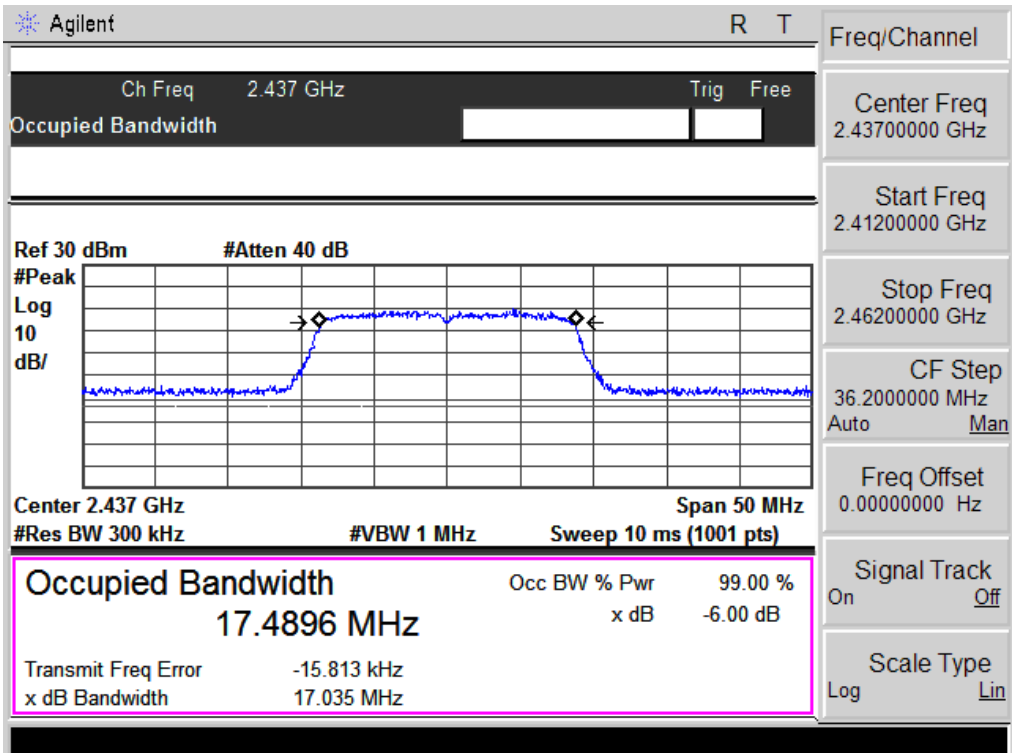 Agilent R T
Freq/Channel
Ch Freq 2.437 GHz Trig Free
Occupied Bandwidth
Center Freq
2.43700000 GHz
Start Freq
2.41200000 GHz
Stop Freq
2.46200000 GHz
CF Step
36.2000000 MHz
Auto Man
Freq Offset
0.00000000 Hz
Signal Track
On Off
Scale Type
Log Lin
Ref 30 dBm #Atten 40 dB
#Peak
Log
10
dB/
Center 2.437 GHz Span 50 MHz
#Res BW 300 kHz #VBW 1 MHz Sweep 10 ms (1001 pts)
Occupied Bandwidth Occ BW % Pwr 99.00 %
17.4896 MHz x dB -6.00 dB
Transmit Freq Error -15.813 kHz
x dB Bandwidth 17.035 MHz